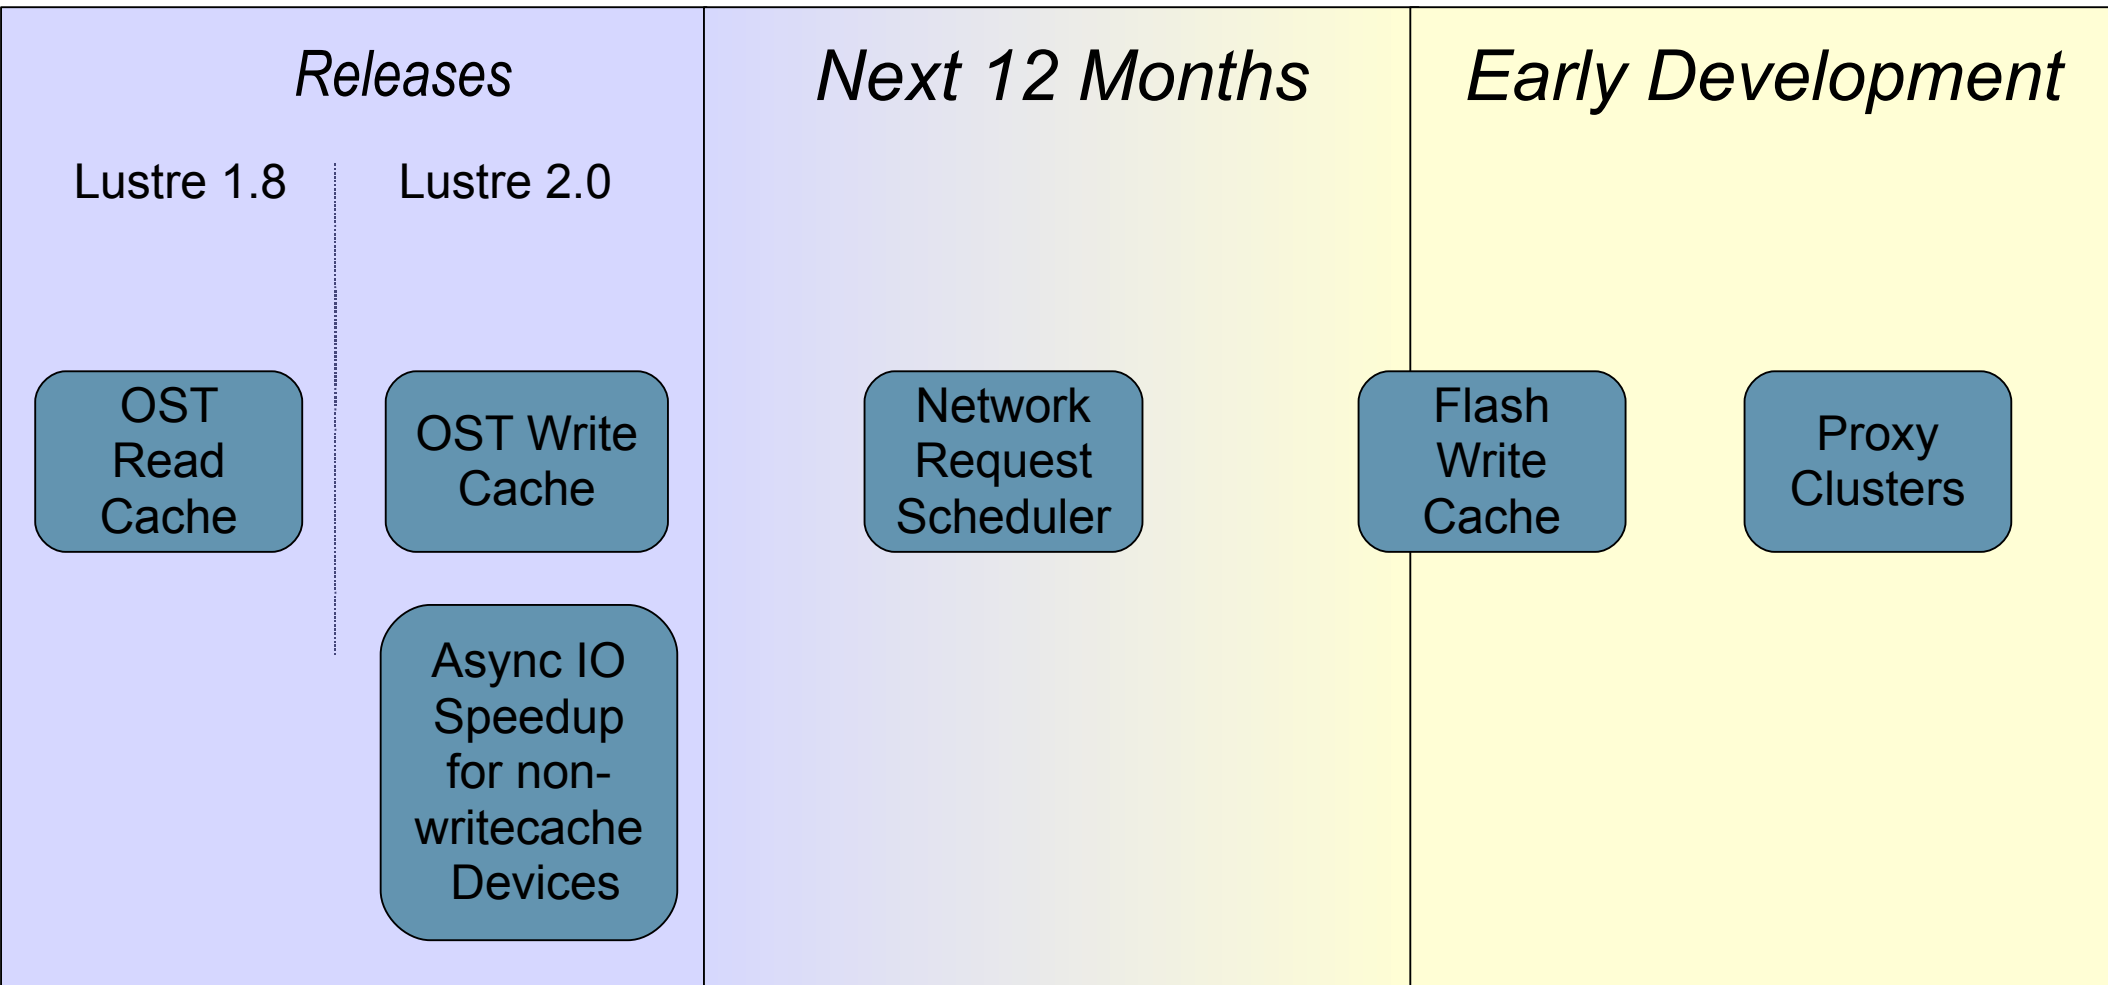 Releases
Next 12 Months
Early Development
Lustre 1.8
Lustre 2.0
OST
Read
Cache
OST Write
Cache
Network
Request
Scheduler
Flash
Write
Cache
Proxy
Clusters
Async IO
Speedup
for non-
writecache
Devices